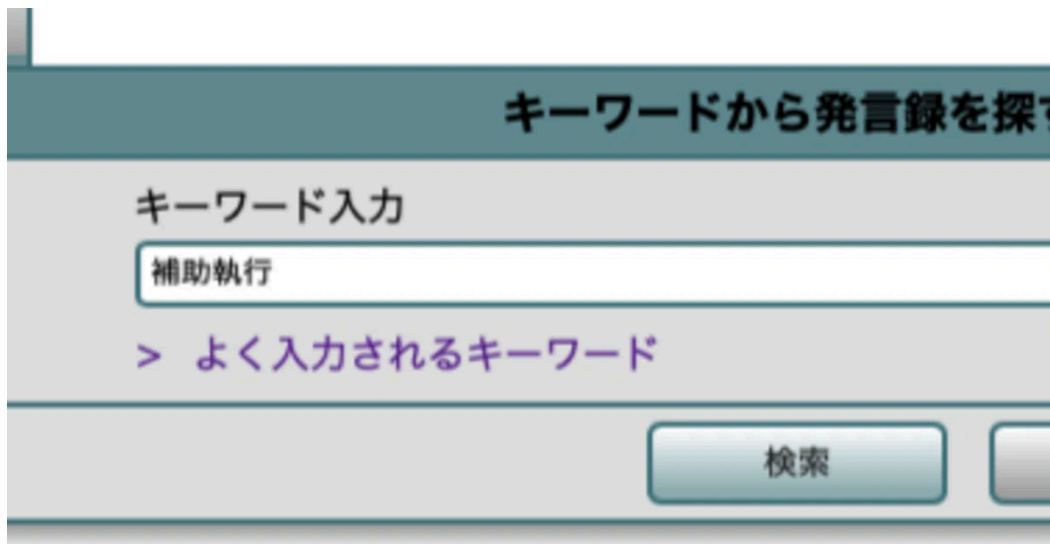 キーワードから発言録を探す
キーワード入力
補助執行
> よく入力されるキーワード
検索